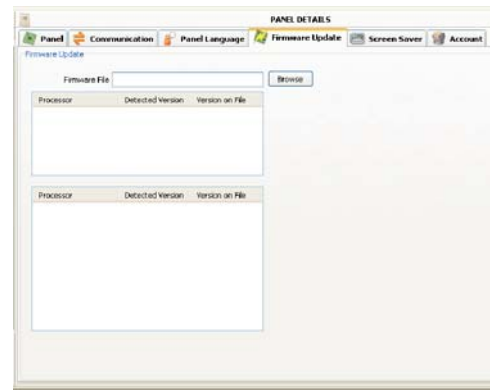 PANEL DETAILS
Panel Communication Panel Language Firmware Update Screen Saver Account
Firmware Update
Firmware File Browse
Processor Detected Version Version on File
Processor Detected Version Version on File